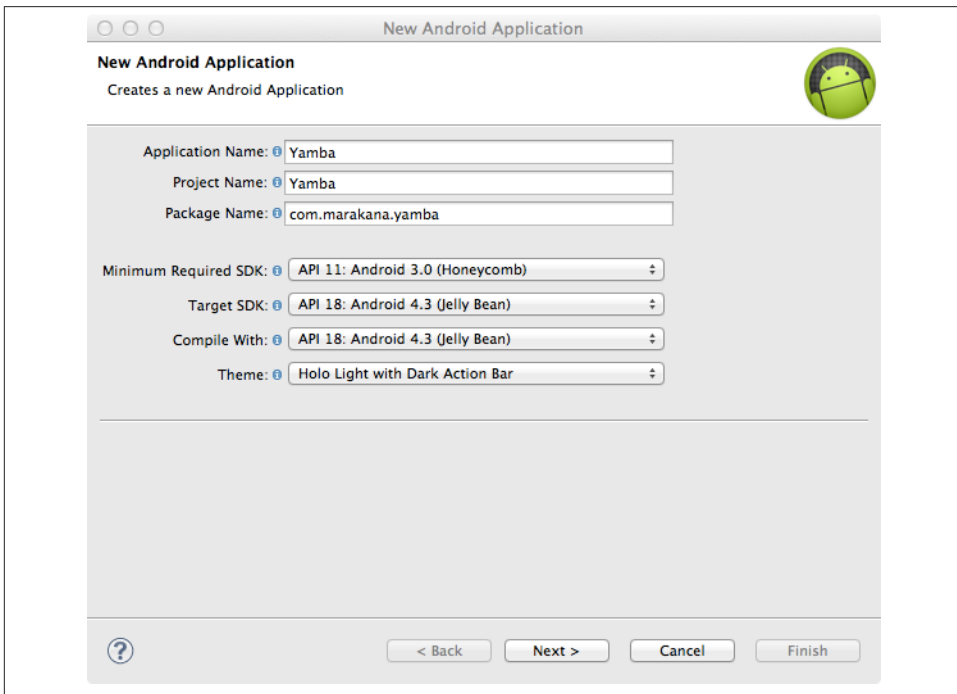 New Android Application
New Android Application
Creates a new Android Application
Application Name: Yamba
Project Name: Yamba
Package Name: com.marakana.yamba
Minimum Required SDK: API 11: Android 3.0 (Honeycomb)
Target SDK: API 18: Android 4.3 (Jelly Bean)
Compile With: API 18: Android 4.3 (Jelly Bean)
Theme: Holo Light with Dark Action Bar
? < Back Next > Cancel Finish